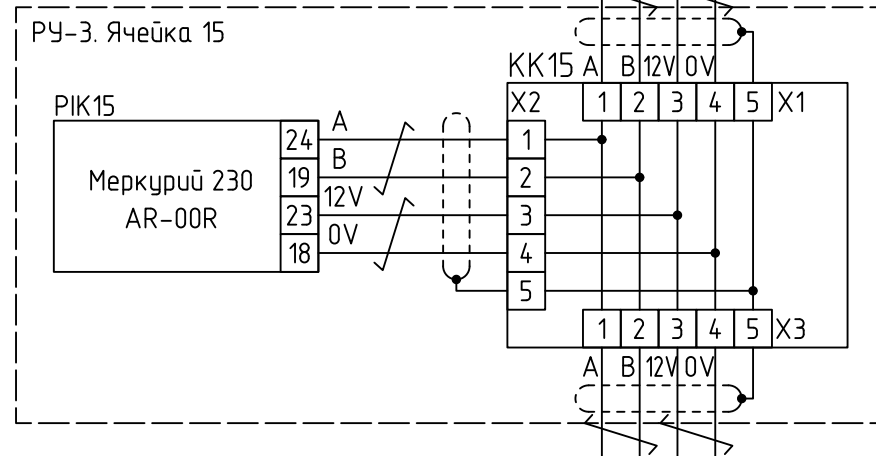 РУ-3. Ячейка 15
КК15 А В 12V 0V
X2 1 2 3 4 5 X1
PIK15
Меркурий 230
AR-00R
24 А 1
19 В 2
23 12V 3
18 0V 4
5
1 2 3 4 5 X3
А В 12V 0V